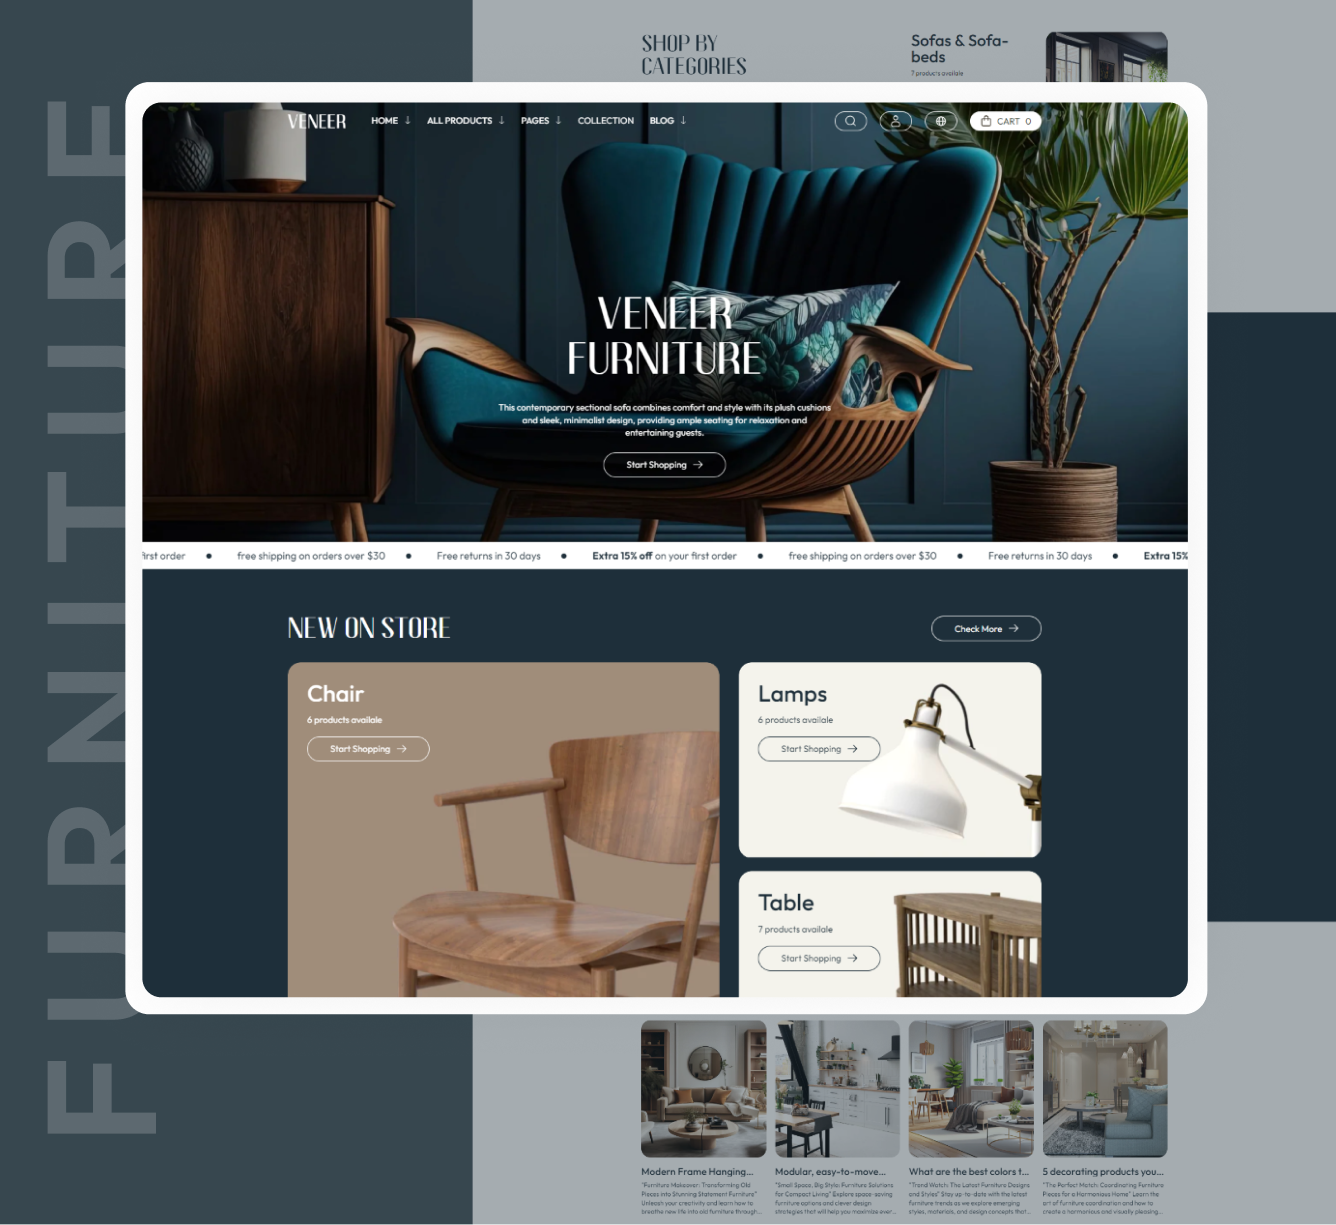 FURNITURE
SHOP BY
CATEGORIES
Sofas & Sofa-
beds
7 products availale
VENEER
HOME ↓
ALL PRODUCTS ↓
PAGES ↓
COLLECTION
BLOG ↓
CART 0
VENEER
FURNITURE
This contemporary sectional sofa combines comfort and style with its plush cushions
and sleek, minimalist design, providing ample seating for relaxation and
entertaining guests.
Start Shopping →
first order • free shipping on orders over $30 • Free returns in 30 days • Extra 15% off on your first order • free shipping on orders over $30 • Free returns in 30 days • Extra 15%
NEW ON STORE
Check More →
Chair
6 products availale
Start Shopping →
Lamps
6 products availale
Start Shopping →
Table
7 products availale
Start Shopping →
Modern Frame Hanging...
"Furniture Makeover: Transforming Old
Pieces into Stunning Statement Furniture"
Unleash your creativity and learn how to
breathe new life into old furniture through...
Modular, easy-to-move...
"Small Space, Big Style: Furniture Solutions
for Compact Living" Explore space-saving
furniture options and clever design
strategies that will help you maximize ever...
What are the best colors t...
"Trend Watch: The Latest Furniture Designs
and Styles" Stay up-to-date with the latest
furniture trends as we explore emerging
styles, materials, and design concepts that...
5 decorating products you...
"The Perfect Match: Coordinating Furniture
Pieces for a Harmonious Home" Learn the
art of furniture coordination and how to
create a harmonious and visually pleasing...